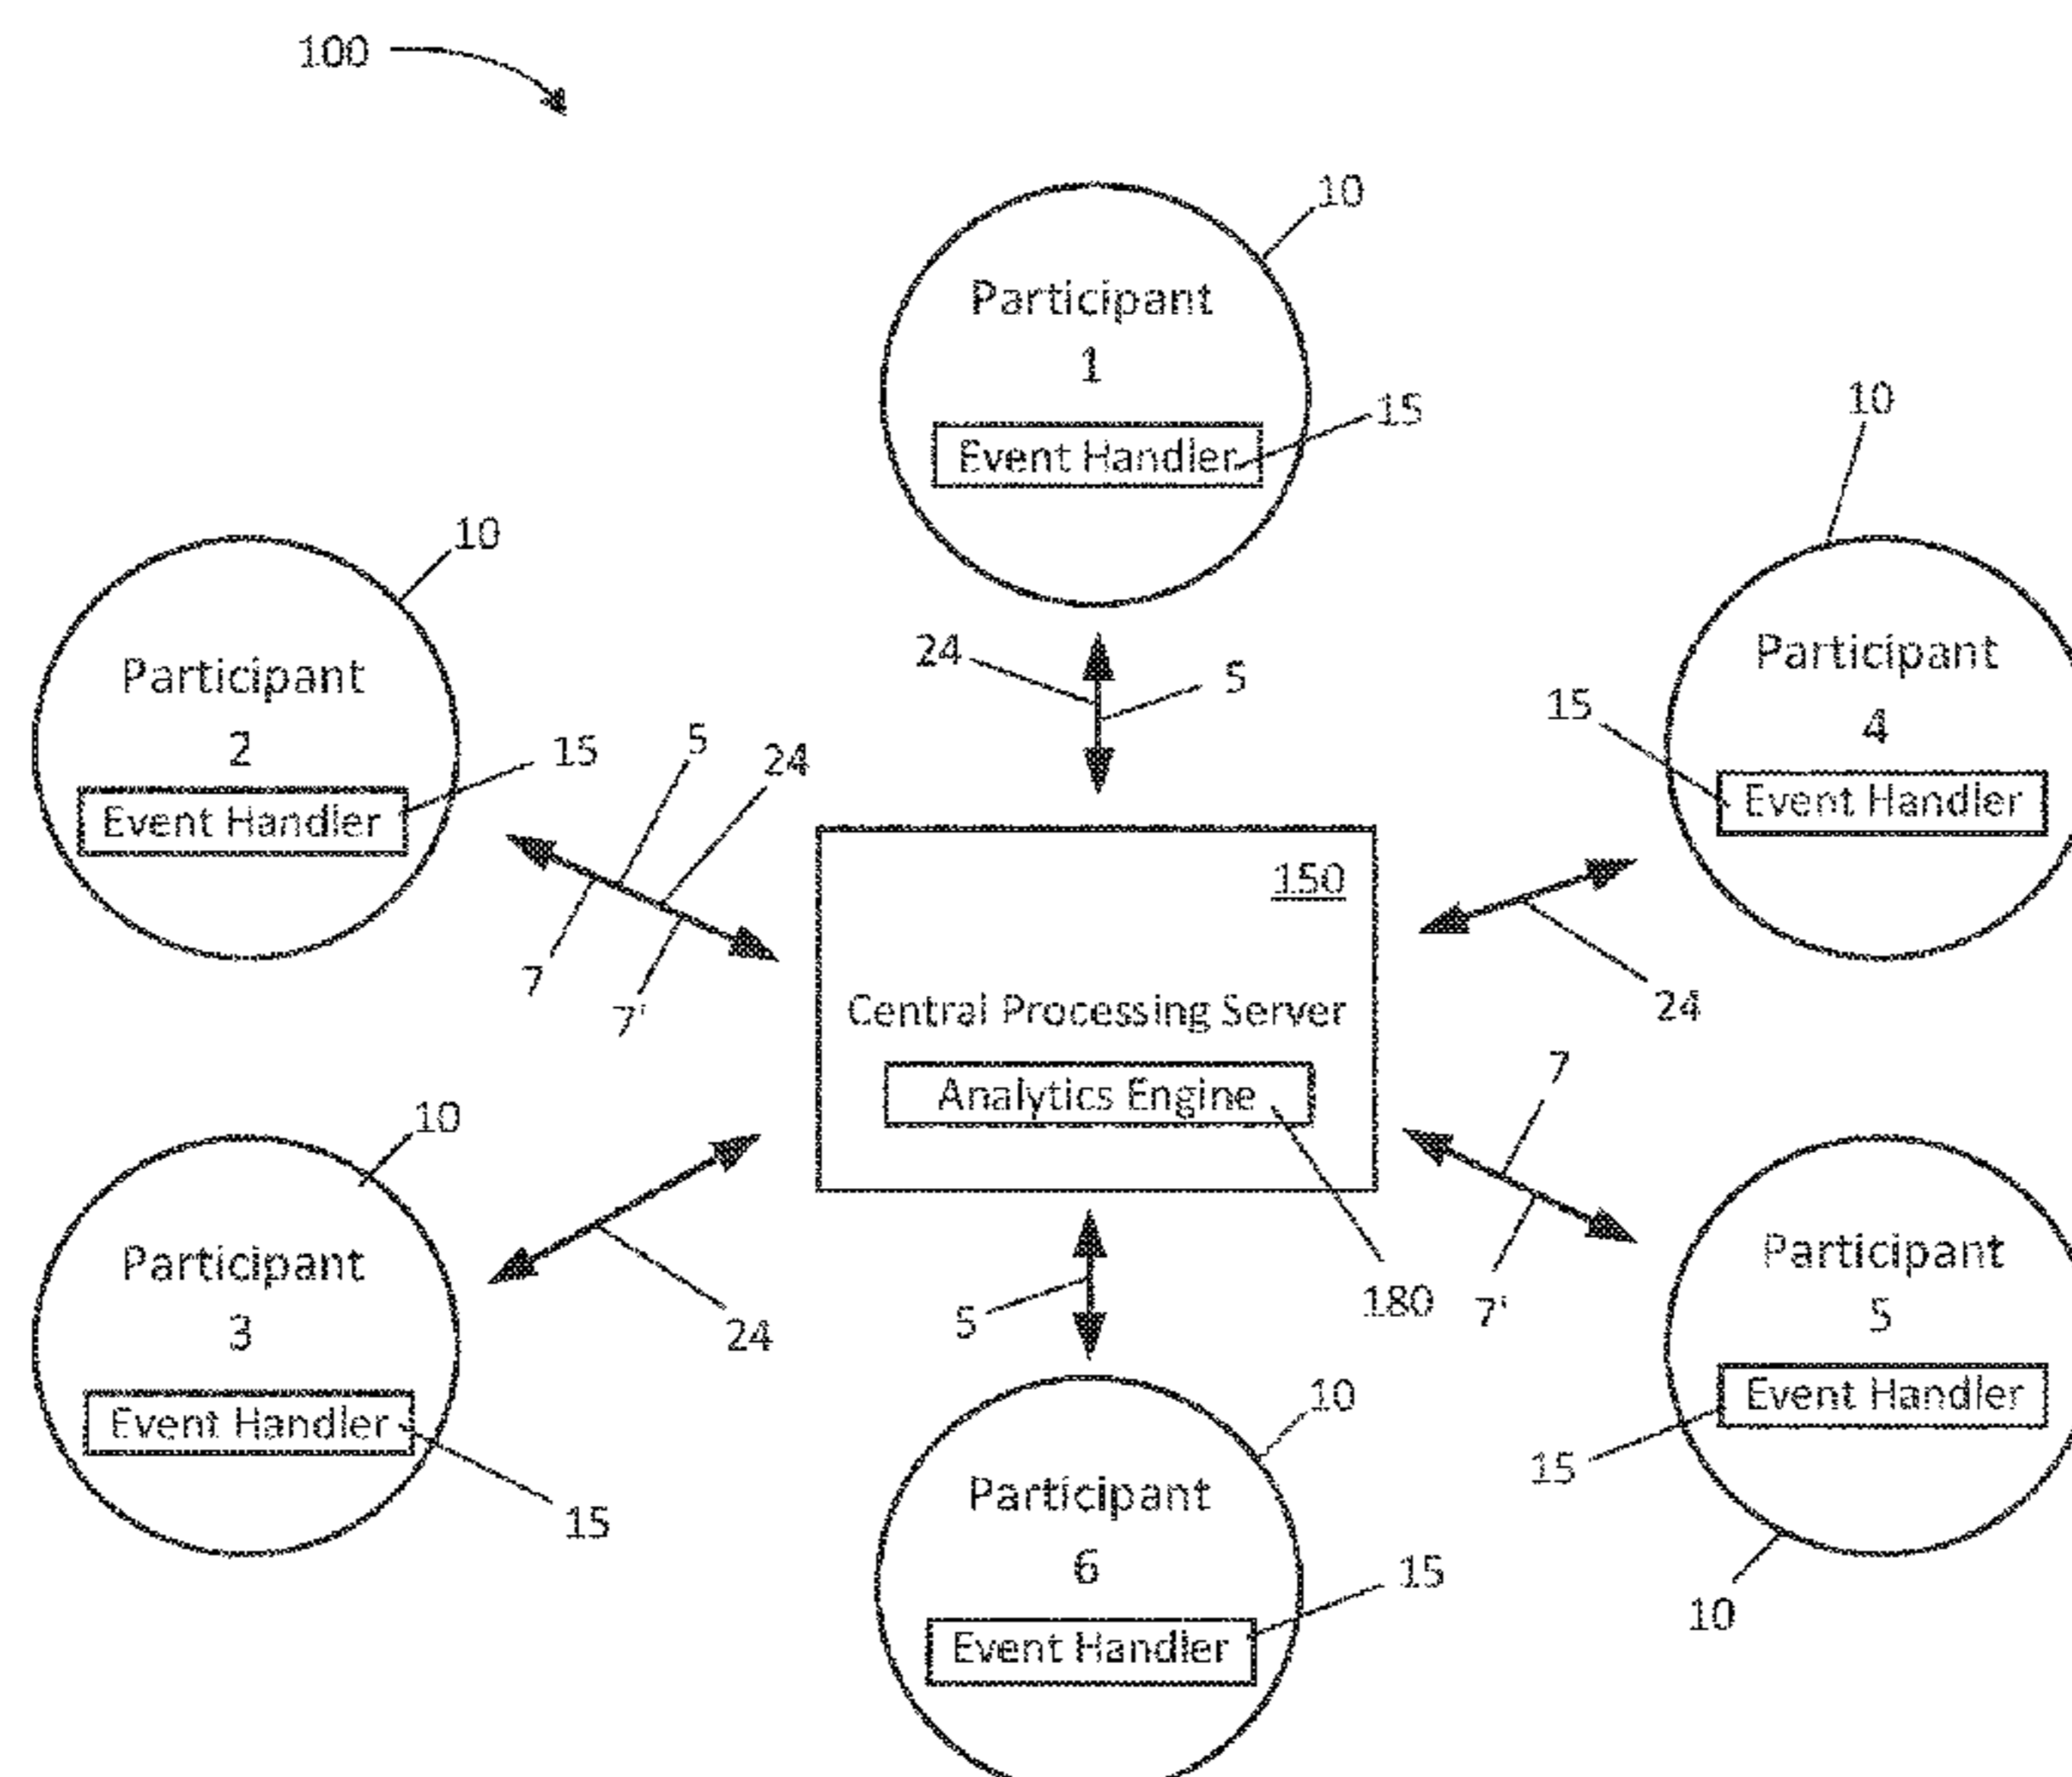 100
10
Participant
1
Event Handler
15
10
Participant
2
Event Handler
15
24
5
10
Participant
4
Event Handler
15
5
24
7
7'
150
Central Processing Server
Analytics Engine
180
24
10
Participant
3
Event Handler
15
24
5
7
7'
Participant
5
Event Handler
15
10
10
Participant
6
Event Handler
15